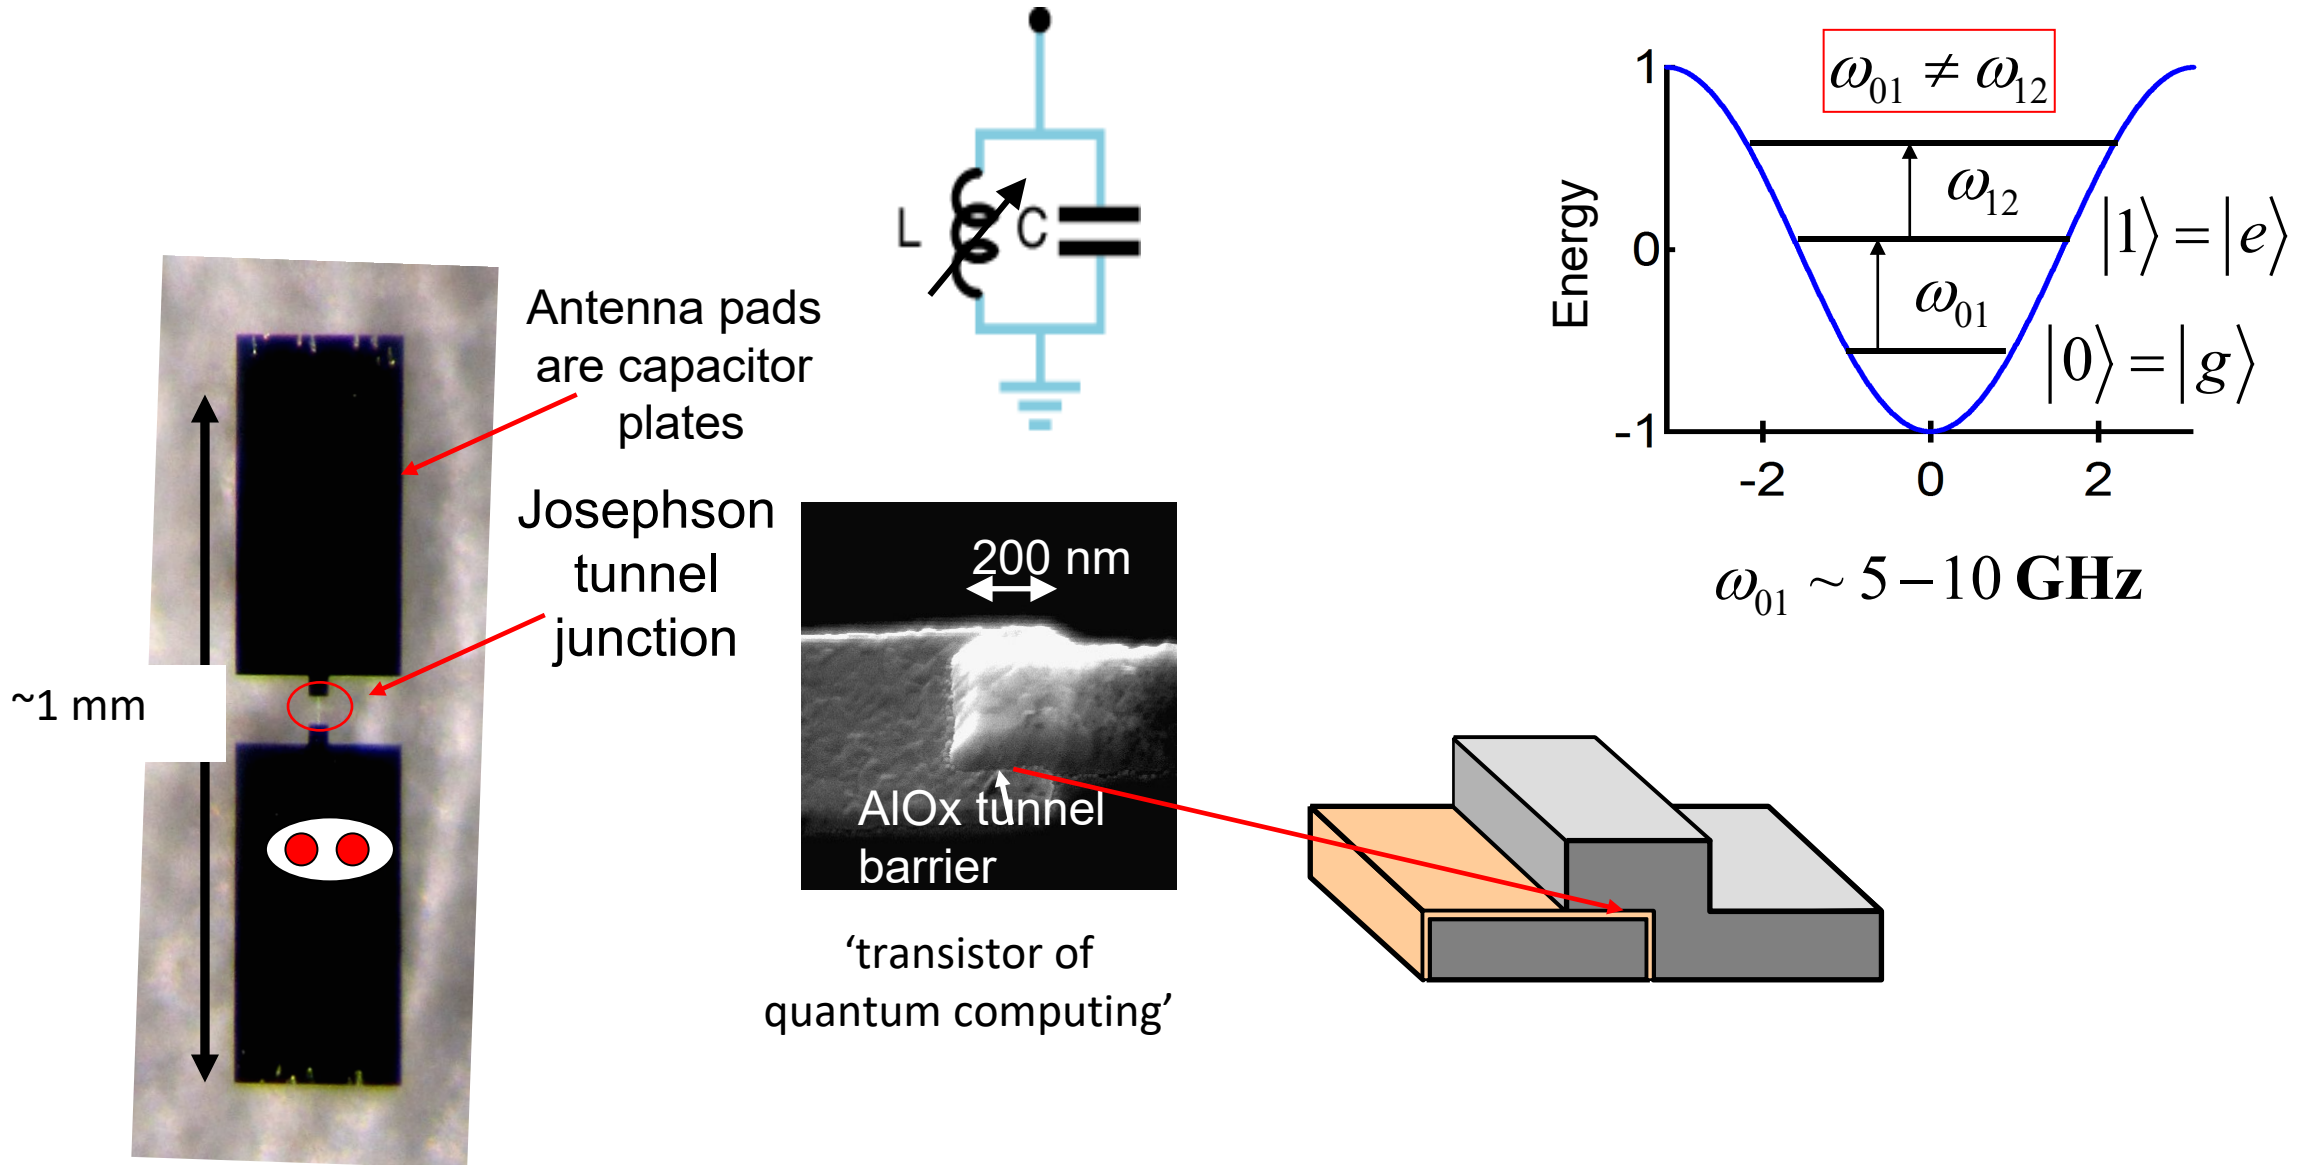 ~1 mm
Antenna pads
are capacitor
plates
Josephson
tunnel
junction
L
C
200 nm
AlOx tunnel
barrier
‘transistor of
quantum computing’
Energy
1
0
-1
-2
0
2
ω₀₁ ≠ ω₁₂
ω₁₂
ω₀₁
|1⟩ = |e⟩
|0⟩ = |g⟩
ω₀₁ ~ 5 – 10 GHz